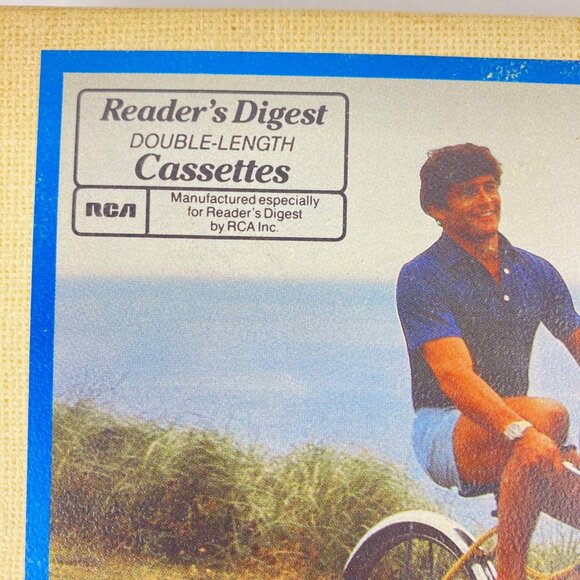 Reader's Digest
DOUBLE-LENGTH
Cassettes
RCA
Manufactured especially
for Reader's Digest
by RCA Inc.